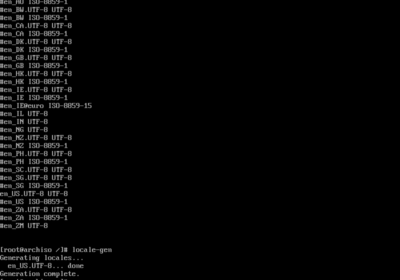 #en_AU ISO-8859-1
#en_BW.UTF-8 UTF-8
#en_BW ISO-8859-1
#en_CA.UTF-8 UTF-8
#en_CA ISO-8859-1
#en_DK.UTF-8 UTF-8
#en_DK ISO-8859-1
#en_GB.UTF-8 UTF-8
#en_GB ISO-8859-1
#en_HK.UTF-8 UTF-8
#en_HK ISO-8859-1
#en_IE.UTF-8 UTF-8
#en_IE ISO-8859-1
#en_IE@euro ISO-8859-15
#en_IL UTF-8
#en_IN UTF-8
#en_NG UTF-8
#en_NZ.UTF-8 UTF-8
#en_NZ ISO-8859-1
#en_PH.UTF-8 UTF-8
#en_PH ISO-8859-1
#en_SC.UTF-8 UTF-8
#en_SG.UTF-8 UTF-8
#en_SG ISO-8859-1
en_US.UTF-8 UTF-8
#en_US ISO-8859-1
#en_ZA.UTF-8 UTF-8
#en_ZA ISO-8859-1
#en_ZM UTF-8
[root@archiso /]# locale-gen
Generating locales...
en_US.UTF-8... done
Generation complete.